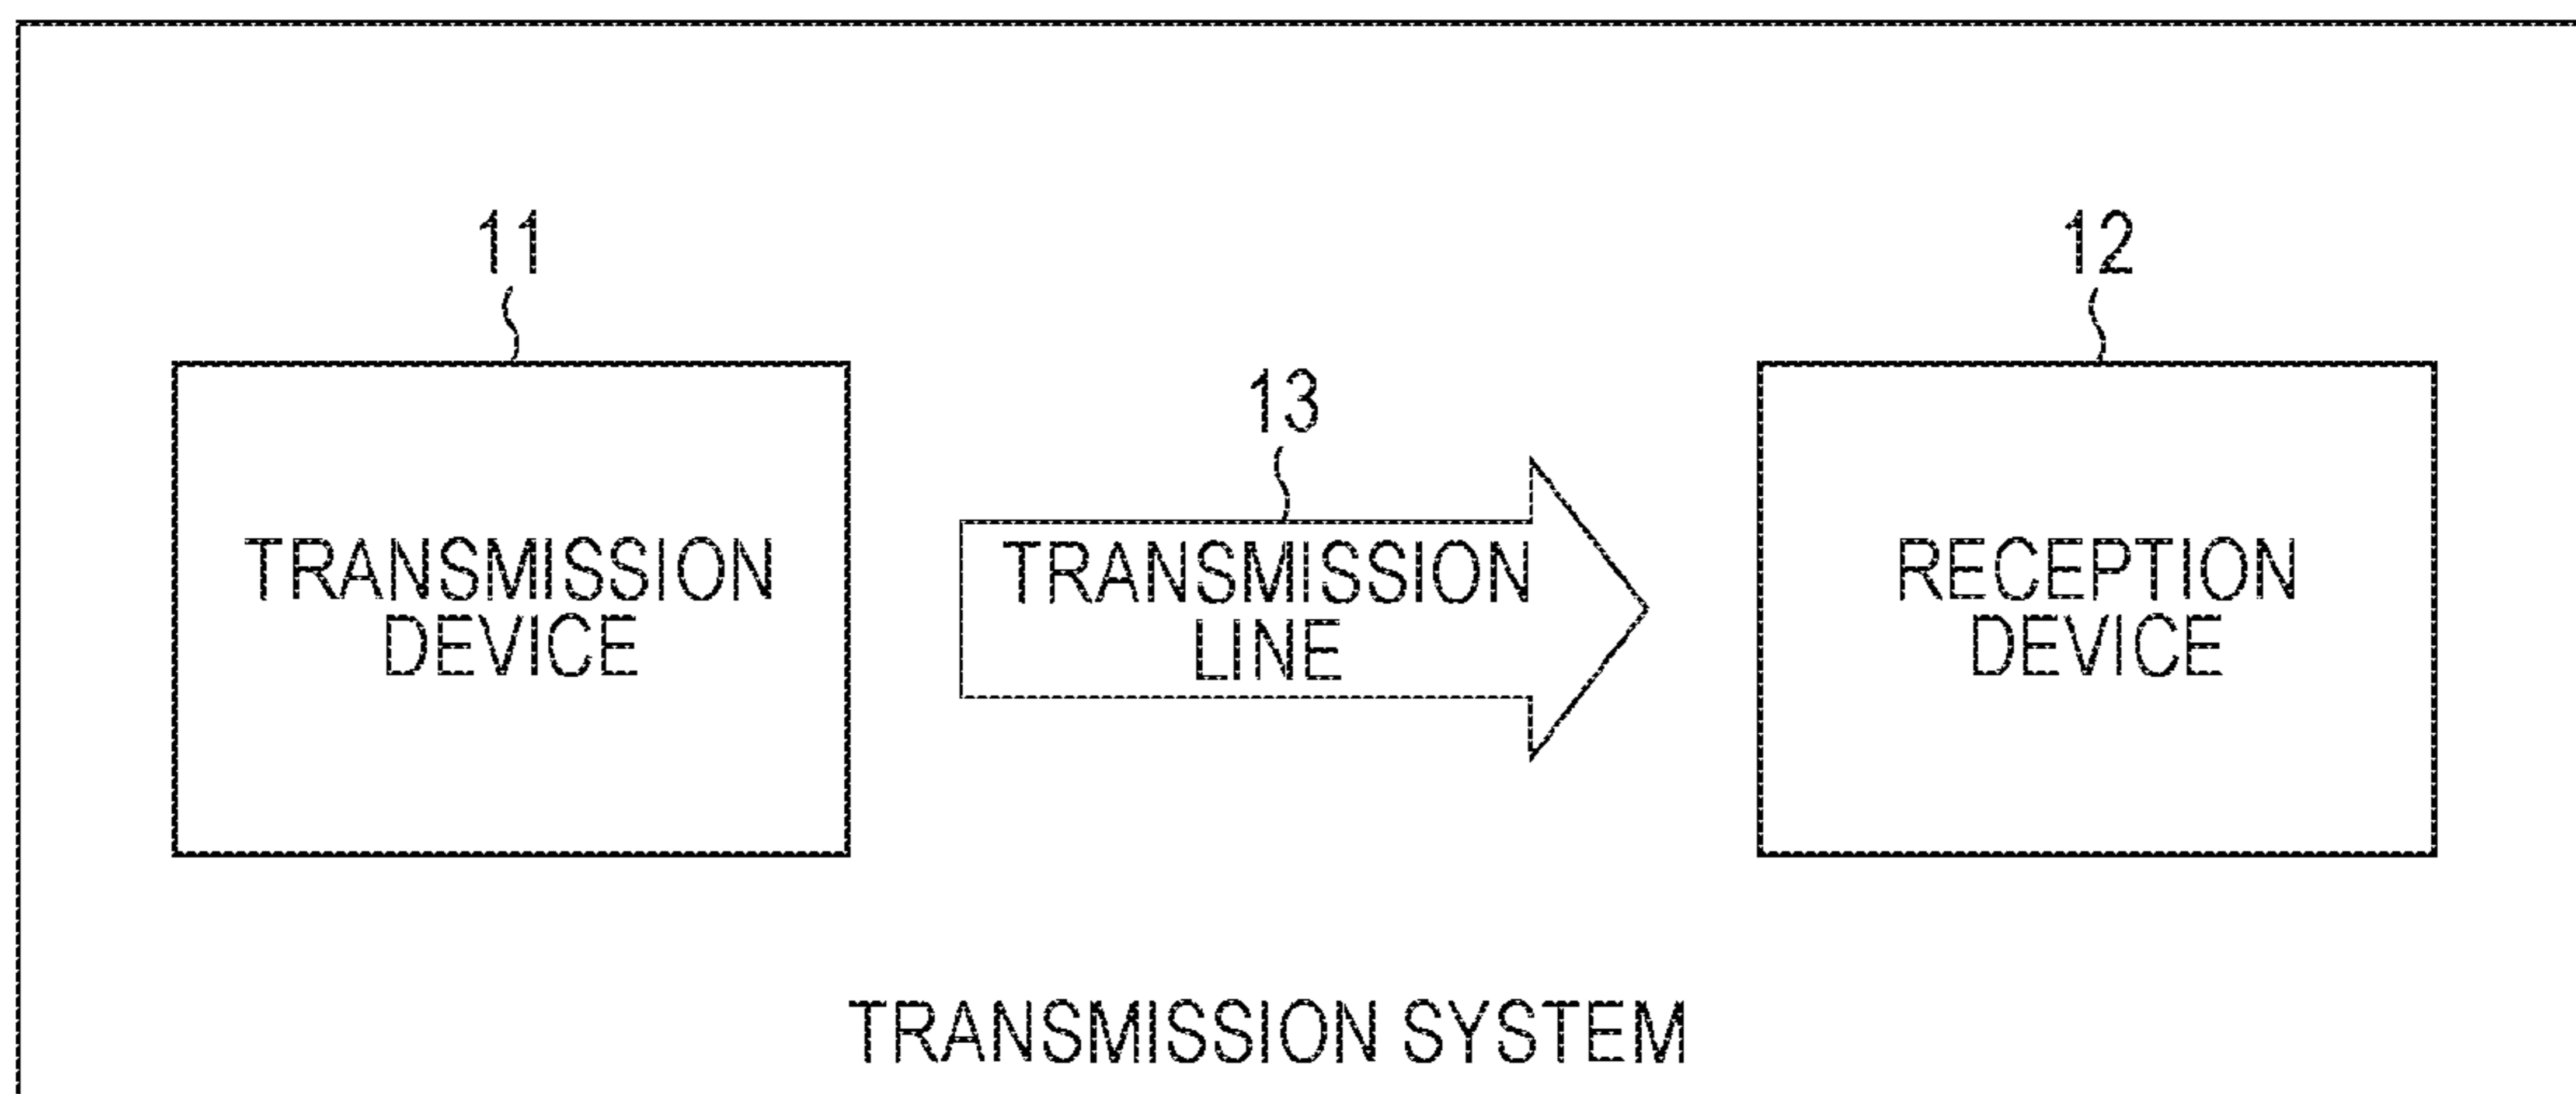 11
12
13
TRANSMISSION
DEVICE
TRANSMISSION
LINE
RECEPTION
DEVICE
TRANSMISSION SYSTEM